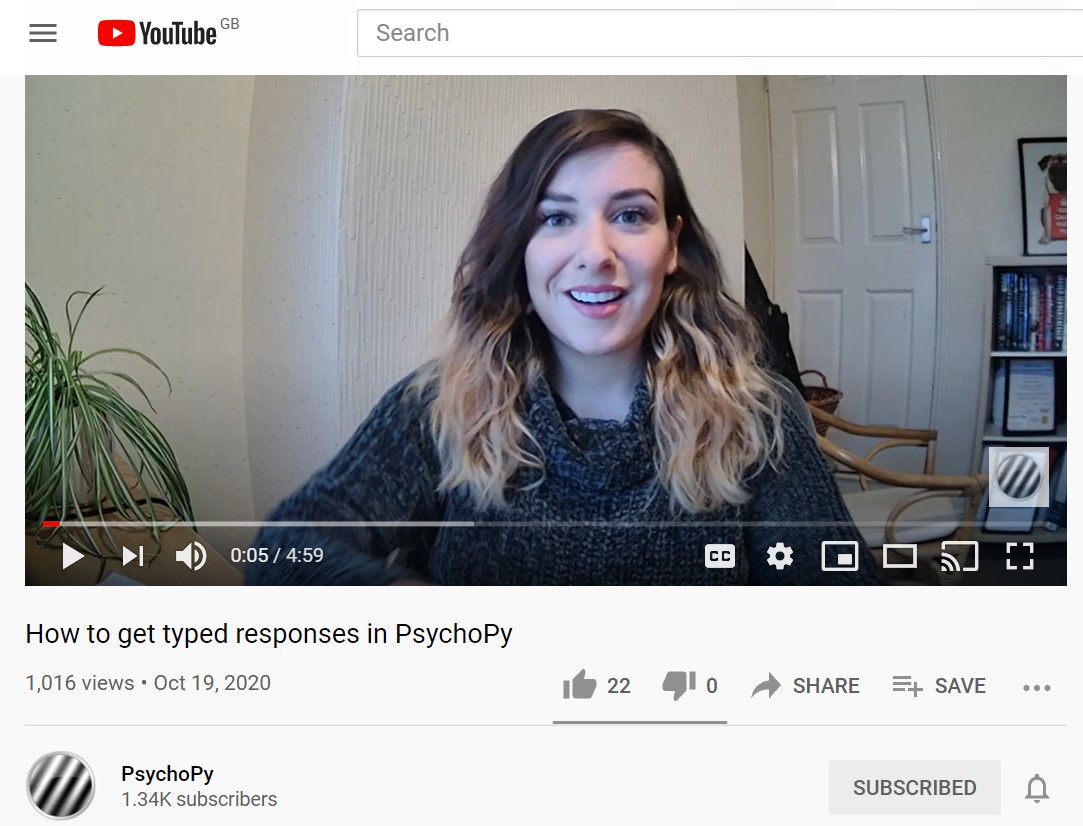 YouTube GB
Search
0:05 / 4:59
CC
How to get typed responses in PsychoPy
1,016 views • Oct 19, 2020
22
0
SHARE
SAVE
PsychoPy
1.34K subscribers
SUBSCRIBED